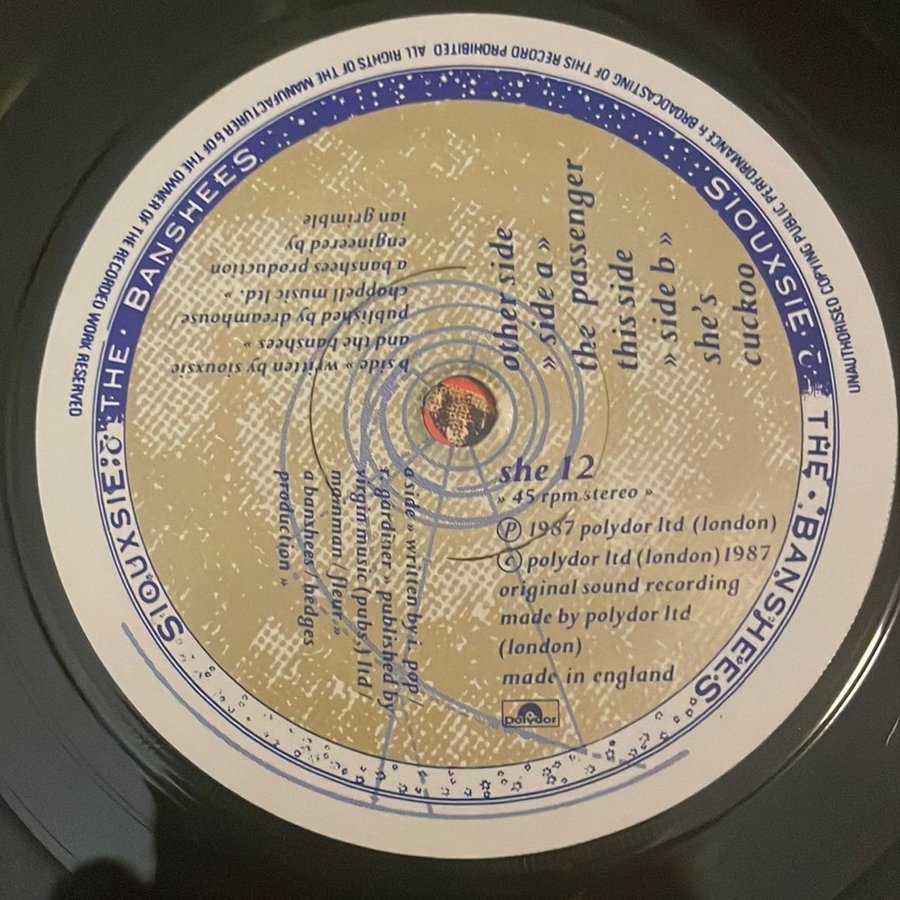 UNAUTHORISED COPYING PUBLIC PERFORMANCE & BROADCASTING OF THIS RECORD PROHIBITED ALL RIGHTS OF THE MANUFACTURER & OF THE OWNER OF THE RECORDED WORK RESERVED
SIOUXSIE & THE · BANSHEES
SIOUXSIE & THE · BANSHEES
other side
» side a »
the passenger
this side
» side b »
she's
cuckoo
b side » written by siouxsie
and the banshees »
published by dreamhouse
chappell music ltd. »
a banshees production
engineered by
ian grimble
a side » written by i. pop /
r. gardiner » published by
virgin music (pubs.) ltd /
mamman / fleur »
a banshees / hedges
production »
she 12
» 45 rpm stereo »
Ⓟ 1987 polydor ltd (london)
© polydor ltd (london) 1987
original sound recording
made by polydor ltd
(london)
made in england
polydor